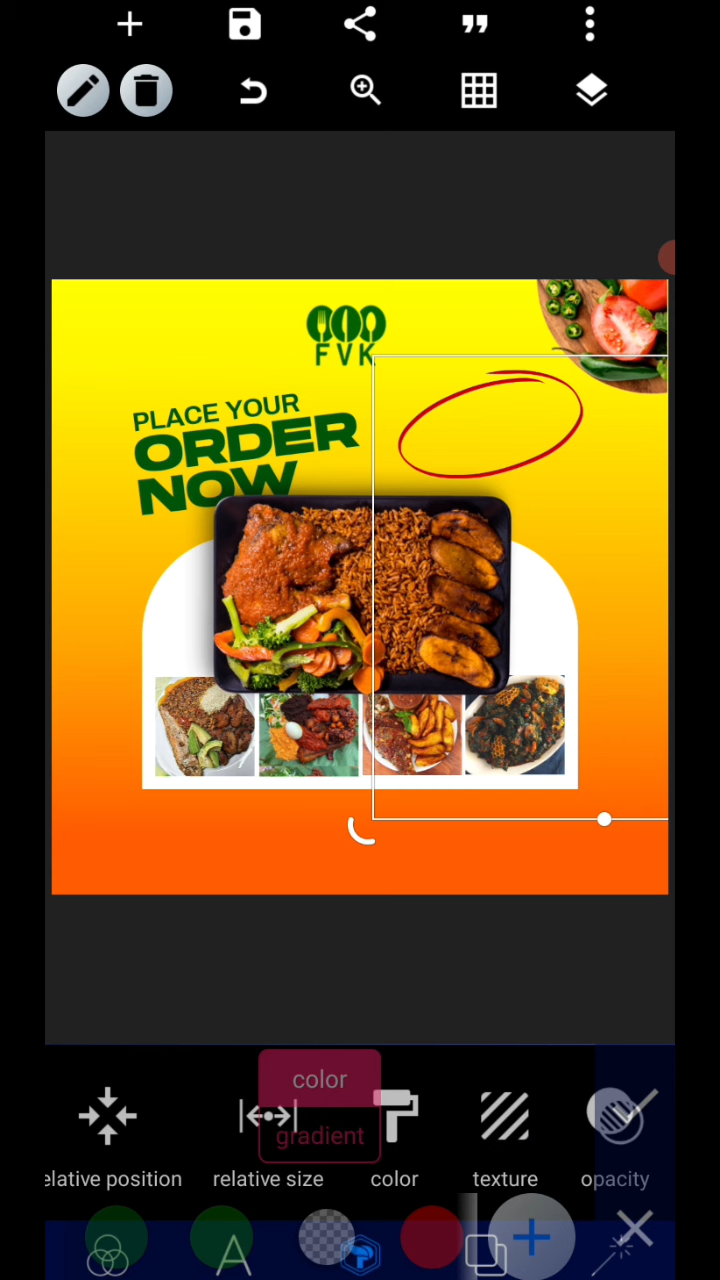 FVK
PLACE YOUR
ORDER
NOW
color
gradient
elative position
relative size
color
texture
opacity